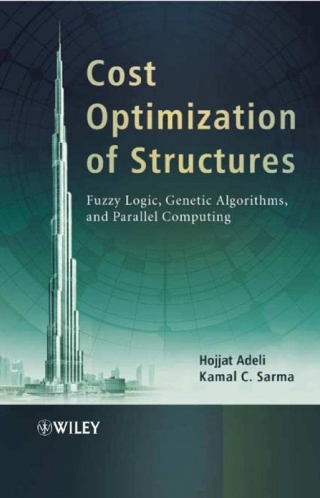 Cost
Optimization
of Structures
Fuzzy Logic, Genetic Algorithms,
and Parallel Computing
Hojjat Adeli
Kamal C. Sarma
WILEY